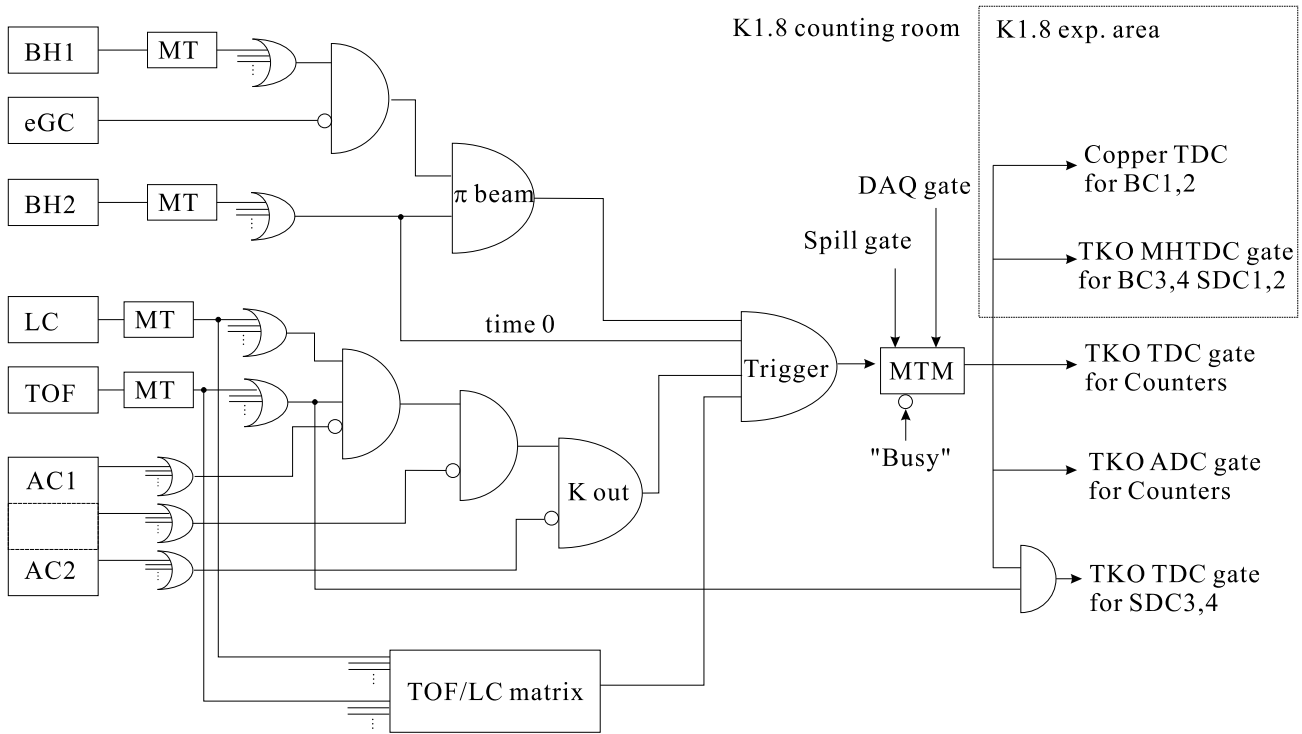 K1.8 counting room
K1.8 exp. area
BH1
MT
eGC
BH2
MT
π beam
Copper TDC
for BC1,2
DAQ gate
Spill gate
TKO MHTDC gate
for BC3,4 SDC1,2
LC
MT
time 0
TOF
MT
Trigger
MTM
TKO TDC gate
for Counters
"Busy"
AC1
K out
TKO ADC gate
for Counters
AC2
TKO TDC gate
for SDC3,4
TOF/LC matrix